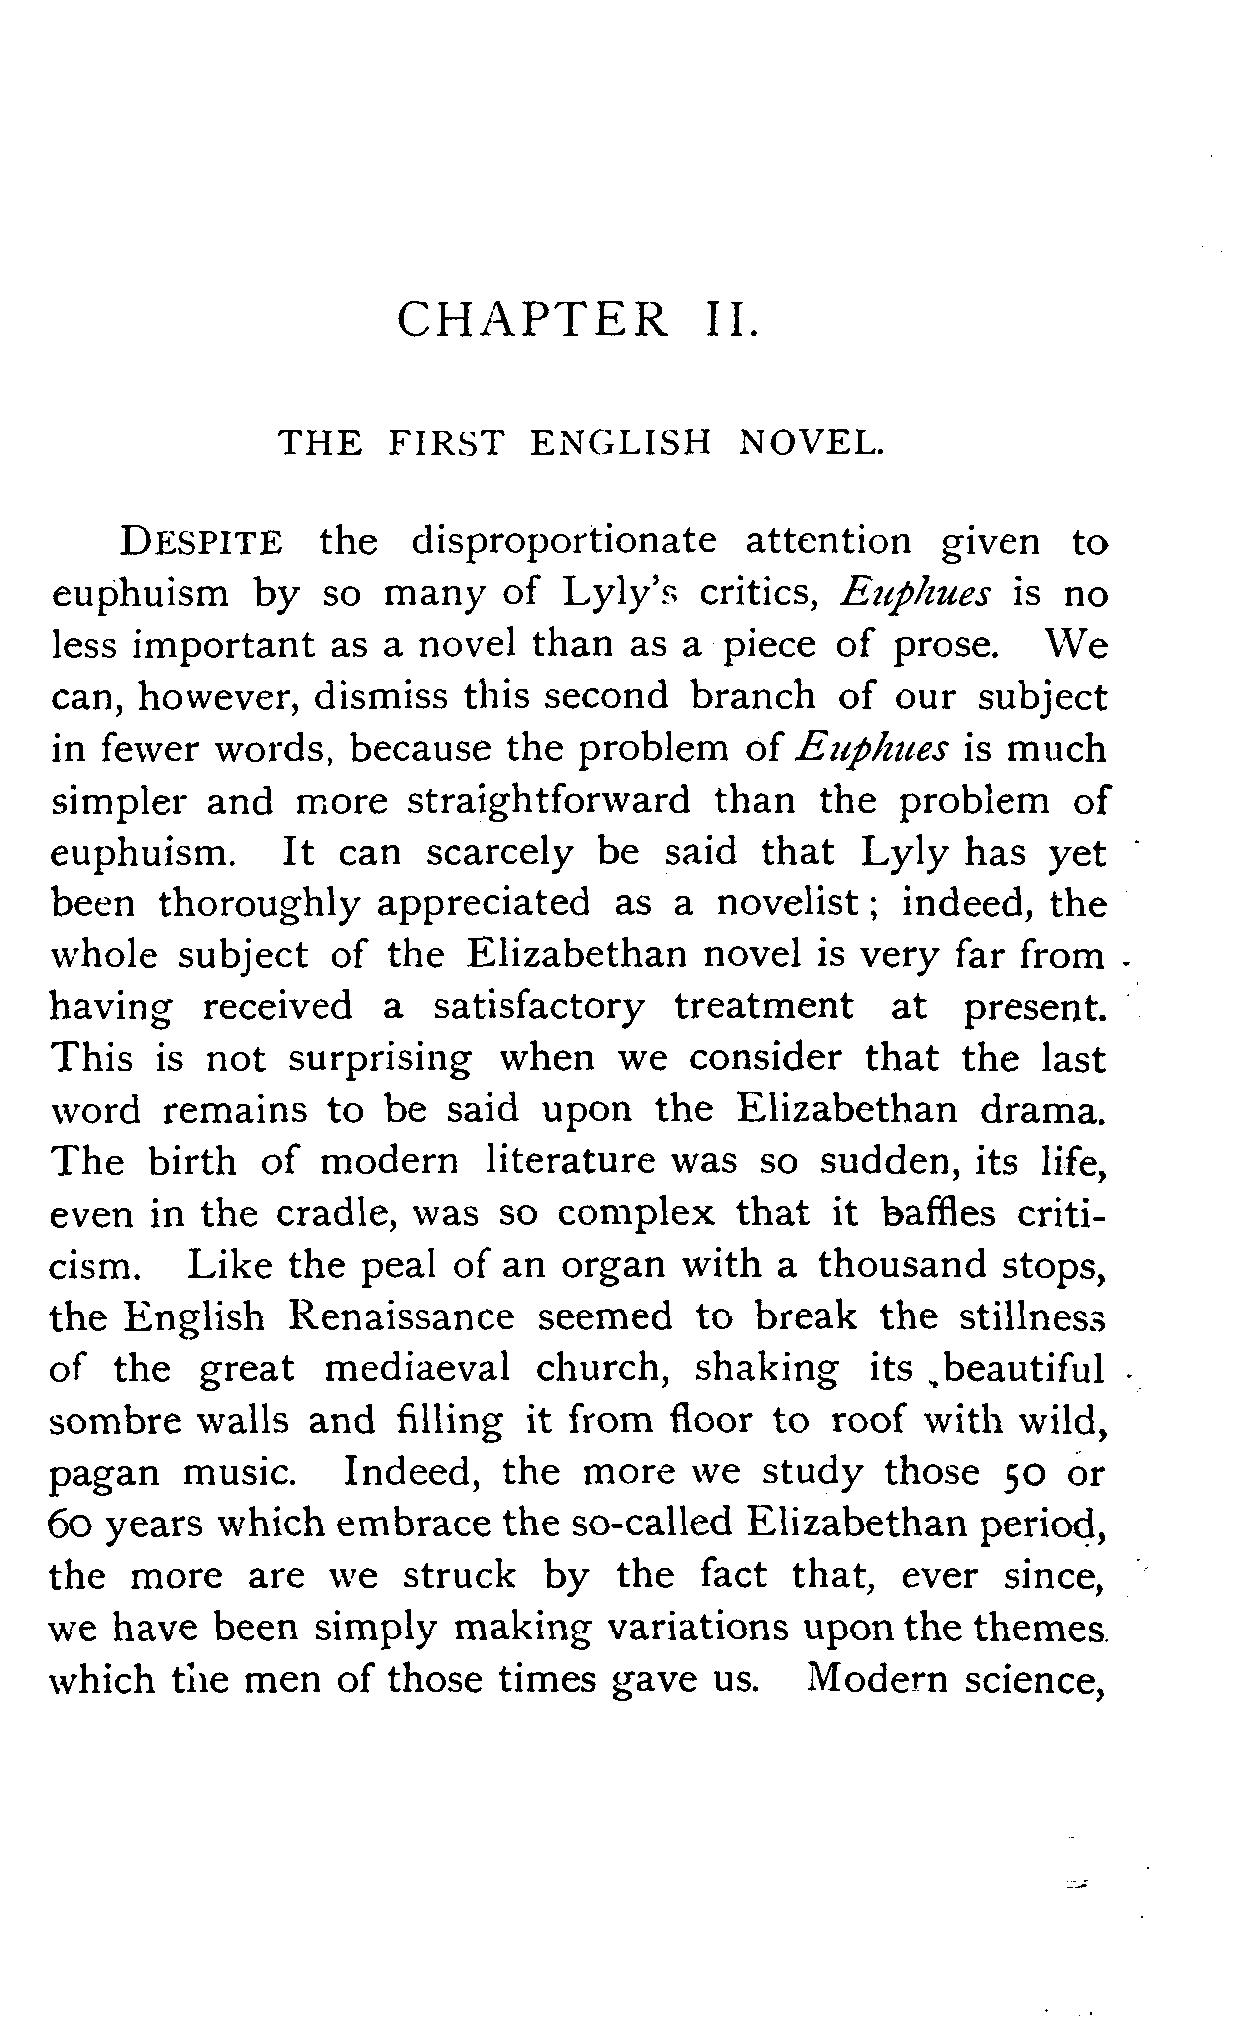 CHAPTER II.
THE FIRST ENGLISH NOVEL.
DESPITE the disproportionate attention given to
euphuism by so many of Lyly's critics, Euphues is no
less important as a novel than as a piece of prose. We
can, however, dismiss this second branch of our subject
in fewer words, because the problem of Euphues is much
simpler and more straightforward than the problem of
euphuism. It can scarcely be said that Lyly has yet
been thoroughly appreciated as a novelist; indeed, the
whole subject of the Elizabethan novel is very far from
having received a satisfactory treatment at present.
This is not surprising when we consider that the last
word remains to be said upon the Elizabethan drama.
The birth of modern literature was so sudden, its life,
even in the cradle, was so complex that it baffles criti-
cism. Like the peal of an organ with a thousand stops,
the English Renaissance seemed to break the stillness
of the great mediaeval church, shaking its beautiful
sombre walls and filling it from floor to roof with wild,
pagan music. Indeed, the more we study those 50 or
60 years which embrace the so-called Elizabethan period,
the more are we struck by the fact that, ever since,
we have been simply making variations upon the themes
which the men of those times gave us. Modern science,